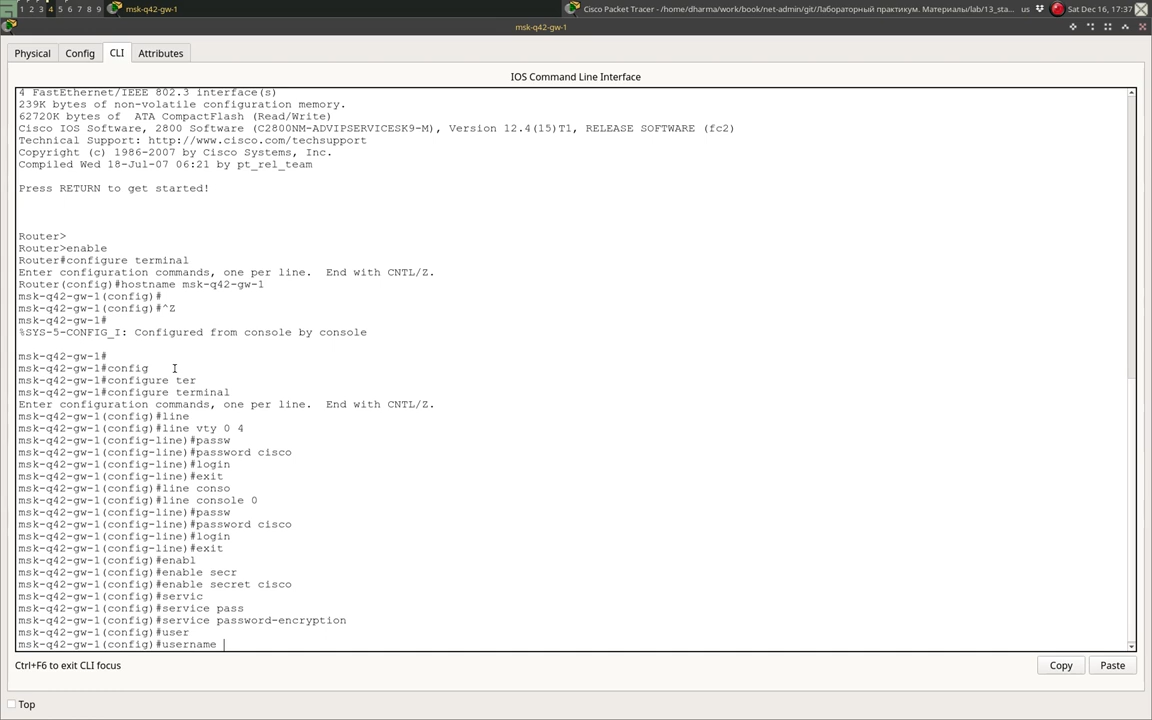 1 2 3 4 5 6 7 8 9 msk-q42-gw-1 Cisco Packet Tracer - /home/dharma/work/book/net-admin/git/Лабораторный практикум. Материалы/lab/13_sta... us Sat Dec 16, 17:37
msk-q42-gw-1
Physical Config CLI Attributes
IOS Command Line Interface
4 FastEthernet/IEEE 802.3 interface(s)
239K bytes of non-volatile configuration memory.
62720K bytes of  ATA CompactFlash (Read/Write)
Cisco IOS Software, 2800 Software (C2800NM-ADVIPSERVICESK9-M), Version 12.4(15)T1, RELEASE SOFTWARE (fc2)
Technical Support: http://www.cisco.com/techsupport
Copyright (c) 1986-2007 by Cisco Systems, Inc.
Compiled Wed 18-Jul-07 06:21 by pt_rel_team
Press RETURN to get started!
Router>
Router>enable
Router#configure terminal
Enter configuration commands, one per line.  End with CNTL/Z.
Router(config)#hostname msk-q42-gw-1
msk-q42-gw-1(config)#
msk-q42-gw-1(config)#^Z
msk-q42-gw-1#
%SYS-5-CONFIG_I: Configured from console by console
msk-q42-gw-1#
msk-q42-gw-1#config
msk-q42-gw-1#configure ter
msk-q42-gw-1#configure terminal
Enter configuration commands, one per line.  End with CNTL/Z.
msk-q42-gw-1(config)#line
msk-q42-gw-1(config)#line vty 0 4
msk-q42-gw-1(config-line)#passw
msk-q42-gw-1(config-line)#password cisco
msk-q42-gw-1(config-line)#login
msk-q42-gw-1(config-line)#exit
msk-q42-gw-1(config)#line conso
msk-q42-gw-1(config)#line console 0
msk-q42-gw-1(config-line)#passw
msk-q42-gw-1(config-line)#password cisco
msk-q42-gw-1(config-line)#login
msk-q42-gw-1(config-line)#exit
msk-q42-gw-1(config)#enabl
msk-q42-gw-1(config)#enable secr
msk-q42-gw-1(config)#enable secret cisco
msk-q42-gw-1(config)#servic
msk-q42-gw-1(config)#service pass
msk-q42-gw-1(config)#service password-encryption
msk-q42-gw-1(config)#user
msk-q42-gw-1(config)#username
Ctrl+F6 to exit CLI focus
Copy Paste
Top